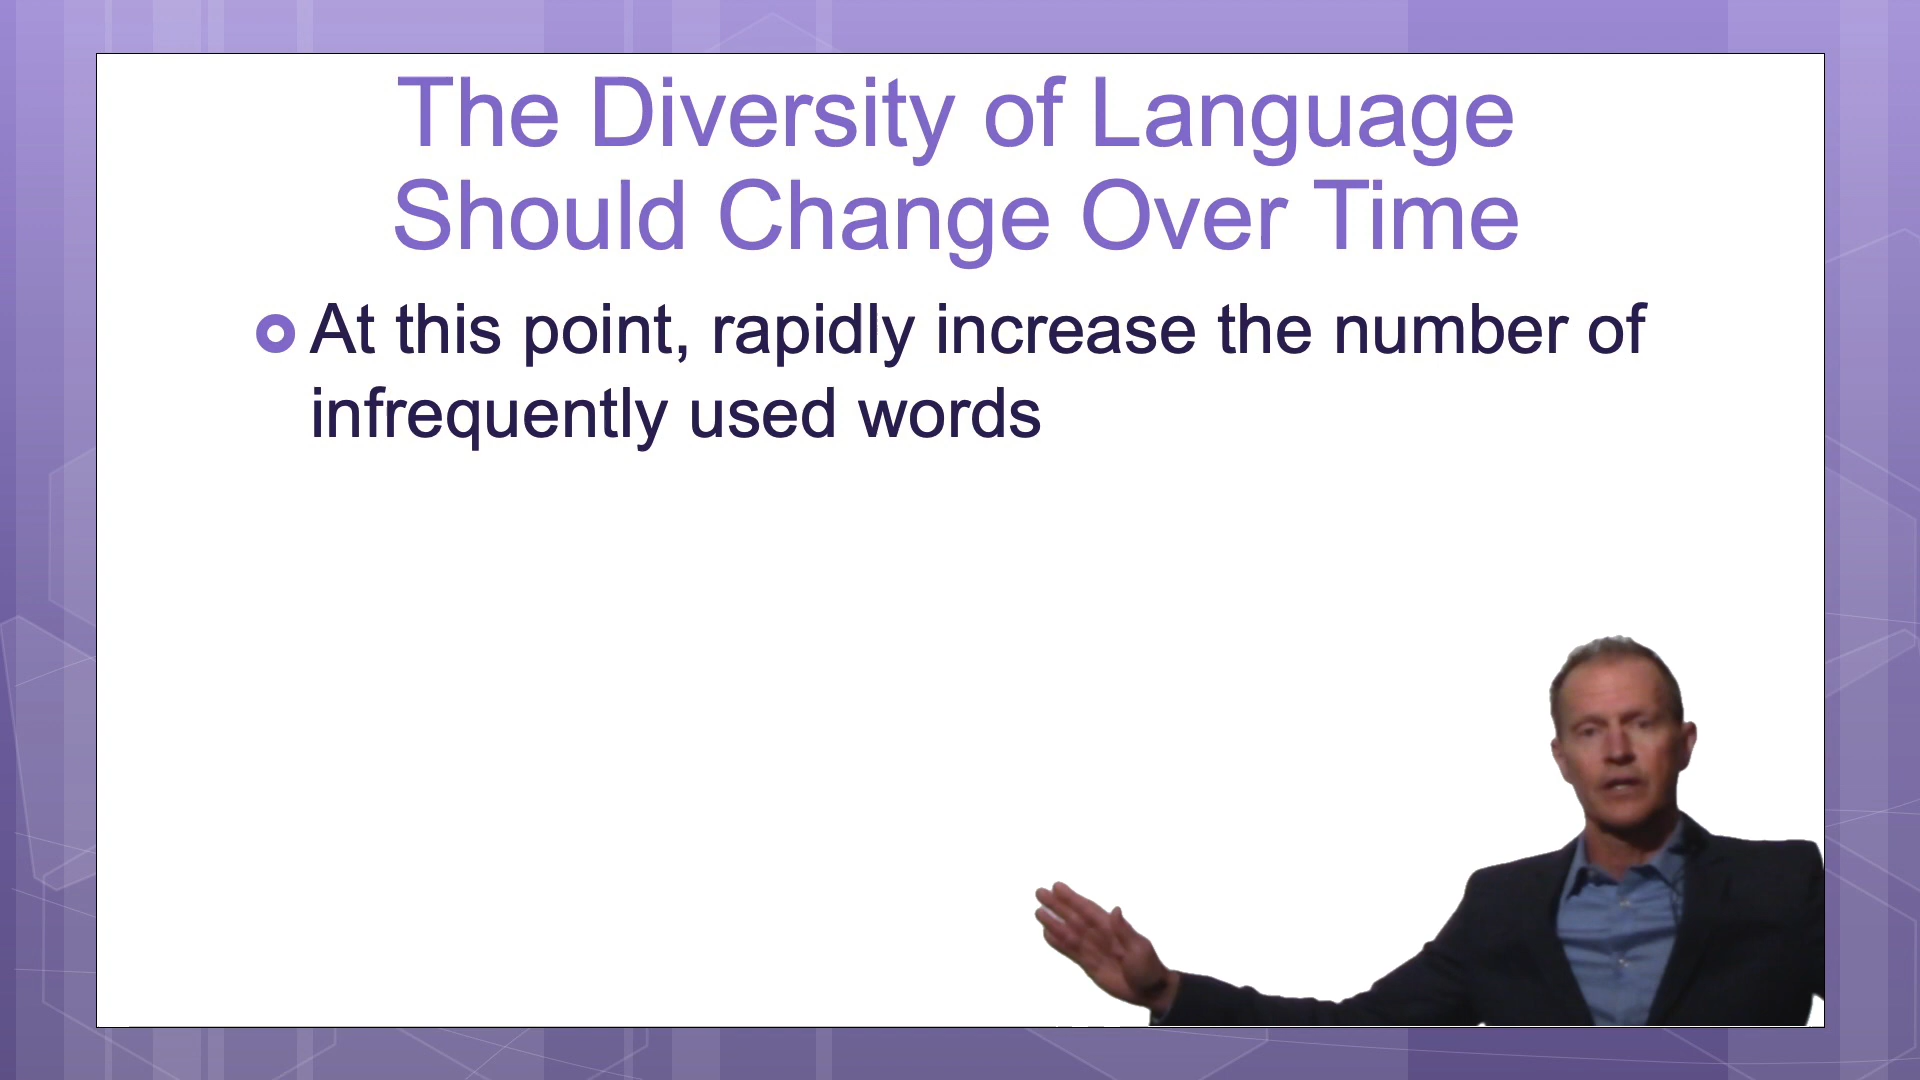 The Diversity of Language
Should Change Over Time
At this point, rapidly increase the number of
infrequently used words